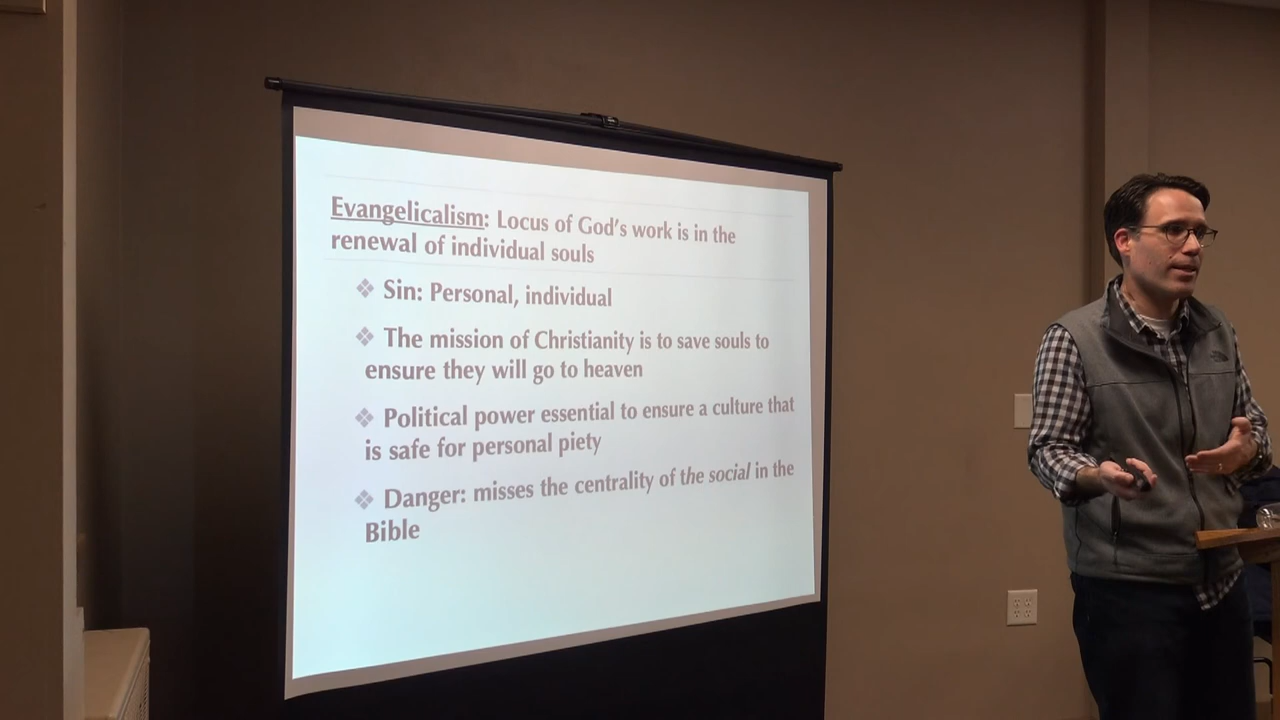 Evangelicalism: Locus of God's work is in the
renewal of individual souls
❖ Sin: Personal, individual
❖ The mission of Christianity is to save souls to
ensure they will go to heaven
❖ Political power essential to ensure a culture that
is safe for personal piety
❖ Danger: misses the centrality of the social in the
Bible